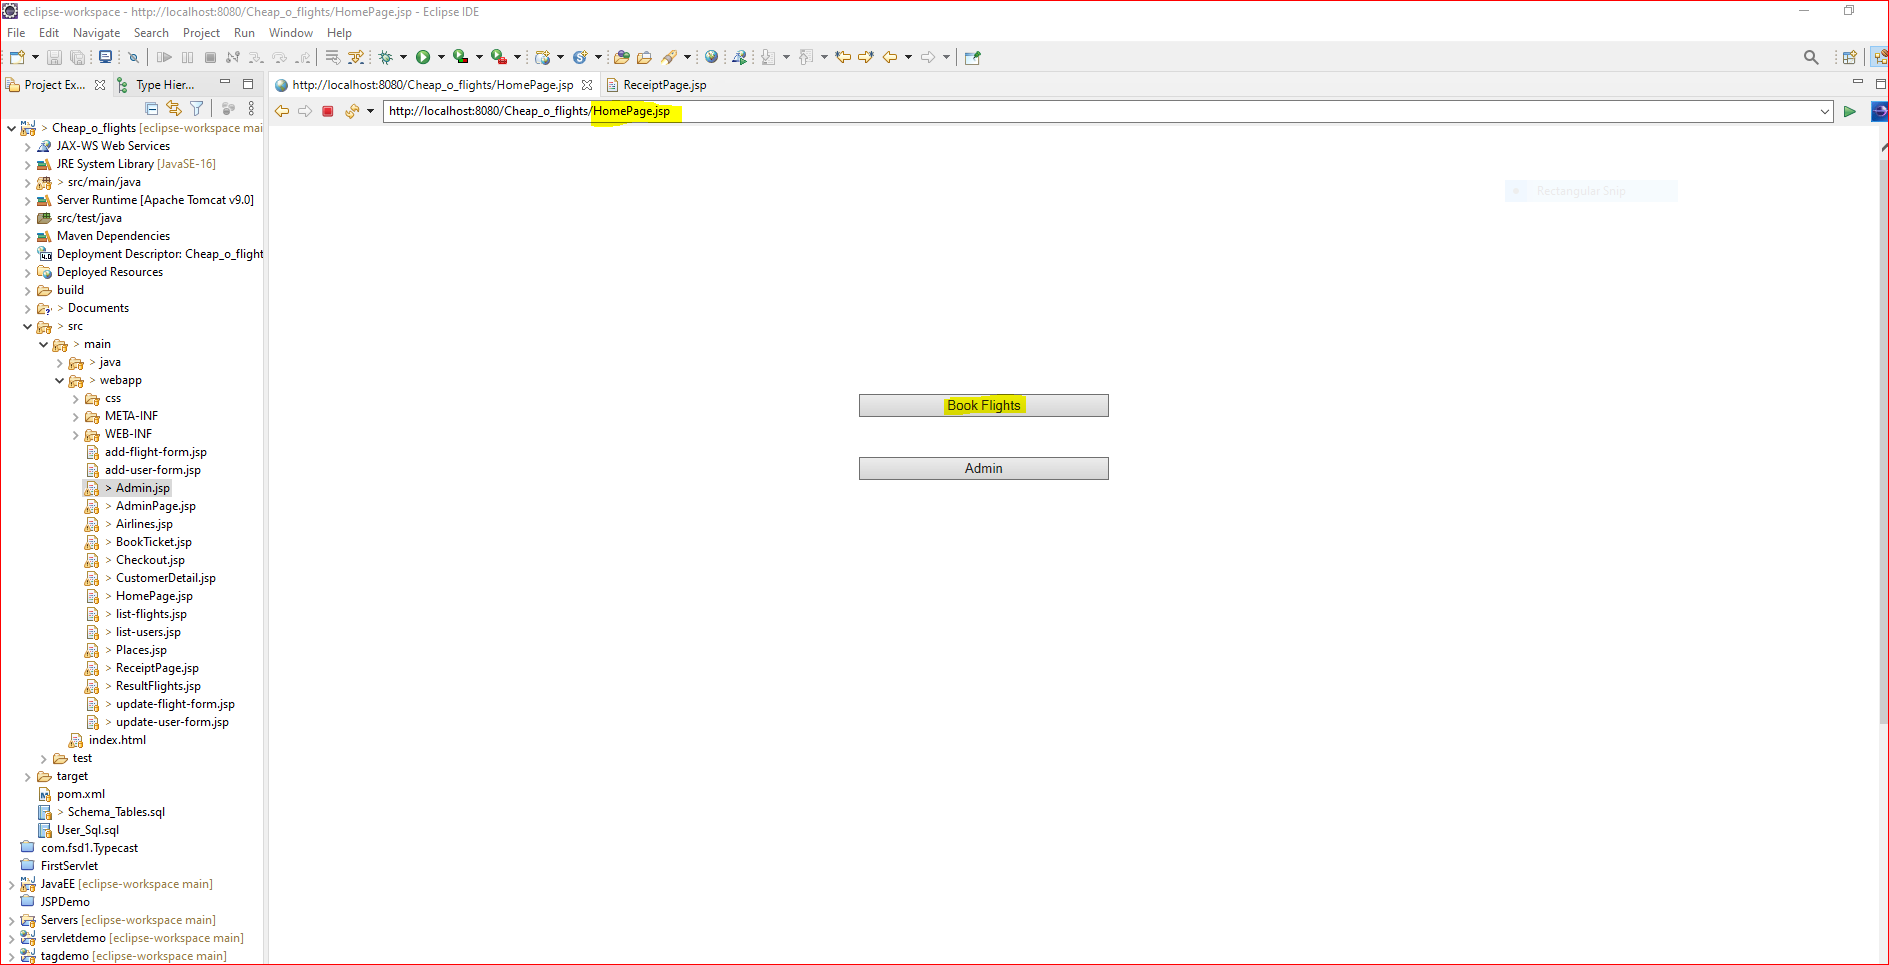 eclipse-workspace - http://localhost:8080/Cheap_o_flights/HomePage.jsp - Eclipse IDE
File Edit Navigate Search Project Run Window Help
Project Ex... Type Hier...
http://localhost:8080/Cheap_o_flights/HomePage.jsp ReceiptPage.jsp
http://localhost:8080/Cheap_o_flights/HomePage.jsp
> Cheap_o_flights [eclipse-workspace mai
JAX-WS Web Services
JRE System Library [JavaSE-16]
> src/main/java
Server Runtime [Apache Tomcat v9.0]
src/test/java
Maven Dependencies
Deployment Descriptor: Cheap_o_flight
Deployed Resources
build
> Documents
> src
> main
> java
> webapp
css
META-INF
WEB-INF
add-flight-form.jsp
add-user-form.jsp
> Admin.jsp
> AdminPage.jsp
> Airlines.jsp
> BookTicket.jsp
> Checkout.jsp
> CustomerDetail.jsp
> HomePage.jsp
> list-flights.jsp
> list-users.jsp
> Places.jsp
> ReceiptPage.jsp
> ResultFlights.jsp
> update-flight-form.jsp
> update-user-form.jsp
index.html
test
target
pom.xml
> Schema_Tables.sql
User_Sql.sql
com.fsd1.Typecast
FirstServlet
JavaEE [eclipse-workspace main]
JSPDemo
Servers [eclipse-workspace main]
servletdemo [eclipse-workspace main]
tagdemo [eclipse-workspace main]
Rectangular Snip
Book Flights
Admin